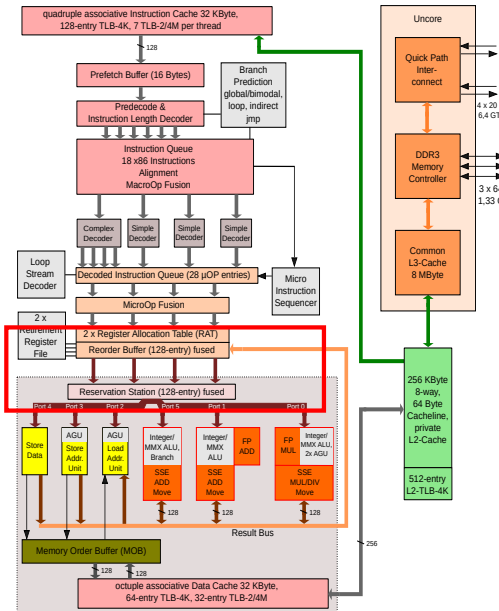 quadruple associative Instruction Cache 32 KByte,
128-entry TLB-4K, 7 TLB-2/4M per thread
128
Prefetch Buffer (16 Bytes)
Predecode &
Instruction Length Decoder
Branch
Prediction
global/bimodal,
loop, indirect
jmp
Instruction Queue
18 x86 Instructions
Alignment
MacroOp Fusion
Complex
Decoder
Simple
Decoder
Simple
Decoder
Simple
Decoder
Loop
Stream
Decoder
Decoded Instruction Queue (28 µOP entries)
Micro
Instruction
Sequencer
MicroOp Fusion
2 x
Retirement
Register
File
2 x Register Allocation Table (RAT)
Reorder Buffer (128-entry) fused
Reservation Station (128-entry) fused
Port 4
Port 3
Port 2
Port 5
Port 1
Port 0
Store
Data
AGU
Store
Addr.
Unit
AGU
Load
Addr.
Unit
Integer/
MMX ALU,
Branch
SSE
ADD
Move
Integer/
MMX
ALU
SSE
ADD
Move
FP
ADD
FP
MUL
Integer/
MMX ALU,
2x AGU
SSE
MUL/DIV
Move
128
128
128
Result Bus
Memory Order Buffer (MOB)
128
128
octuple associative Data Cache 32 KByte,
64-entry TLB-4K, 32-entry TLB-2/4M
256
Uncore
Quick Path
Inter-
connect
4 x 20
6,4 GT
DDR3
Memory
Controller
3 x 64
1,33 G
Common
L3-Cache
8 MByte
256 KByte
8-way,
64 Byte
Cacheline,
private
L2-Cache
512-entry
L2-TLB-4K